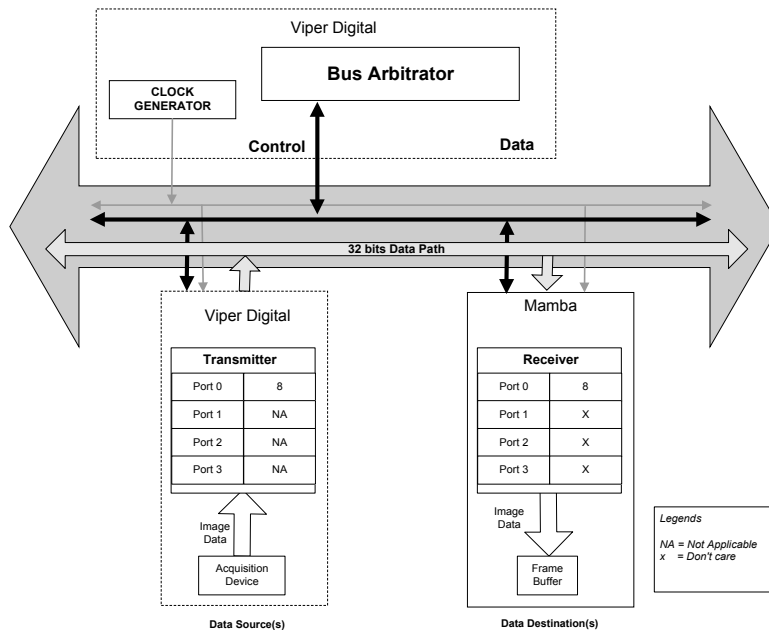 Viper Digital
Bus Arbitrator
CLOCK
GENERATOR
Control
Data
32 bits Data Path
Viper Digital
Transmitter
Port 0 8
Port 1 NA
Port 2 NA
Port 3 NA
Image
Data
Acquisition
Device
Data Source(s)
Mamba
Receiver
Port 0 8
Port 1 X
Port 2 X
Port 3 X
Image
Data
Frame
Buffer
Data Destination(s)
Legends
NA = Not Applicable
x = Don't care